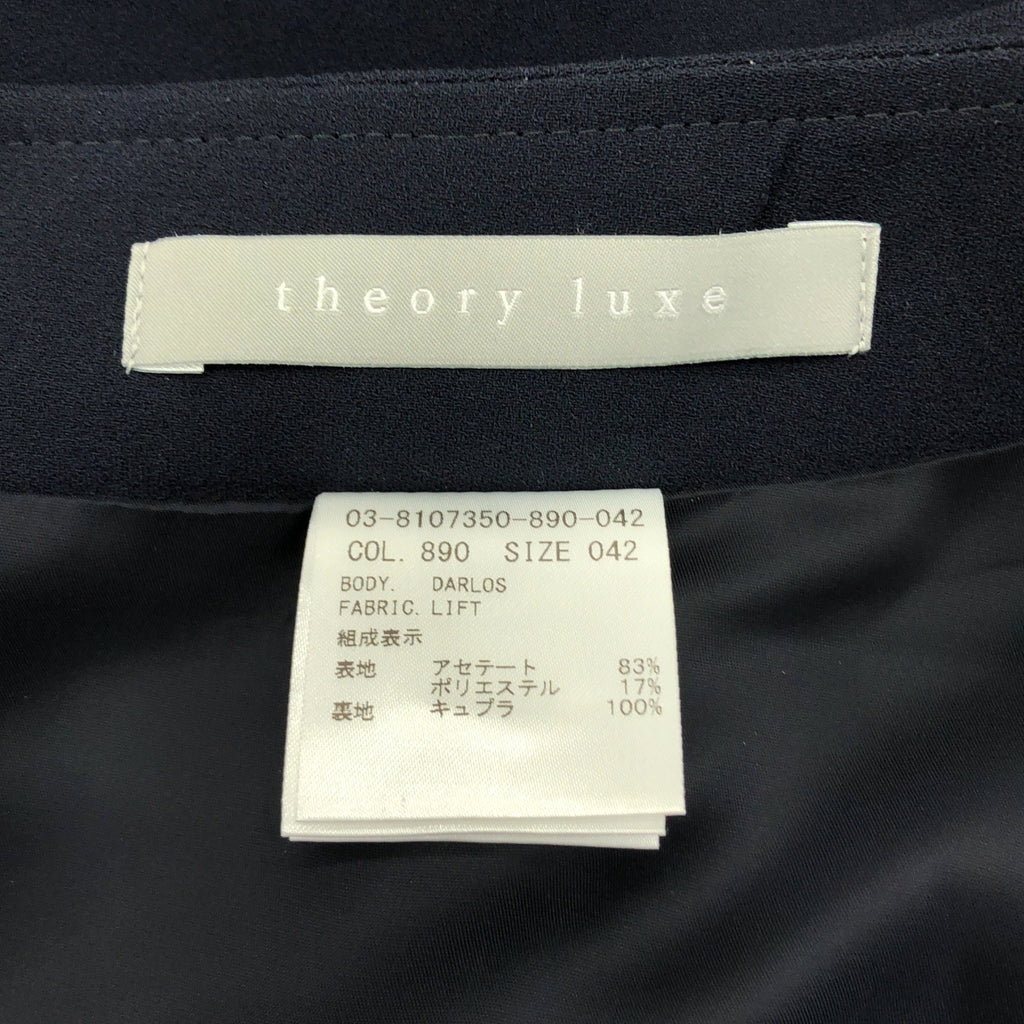 theory luxe
03-8107350-890-042
COL. 890 SIZE 042
BODY. DARLOS
FABRIC. LIFT
組成表示
表地 アセテート 83%
ポリエステル 17%
裏地 キュプラ 100%